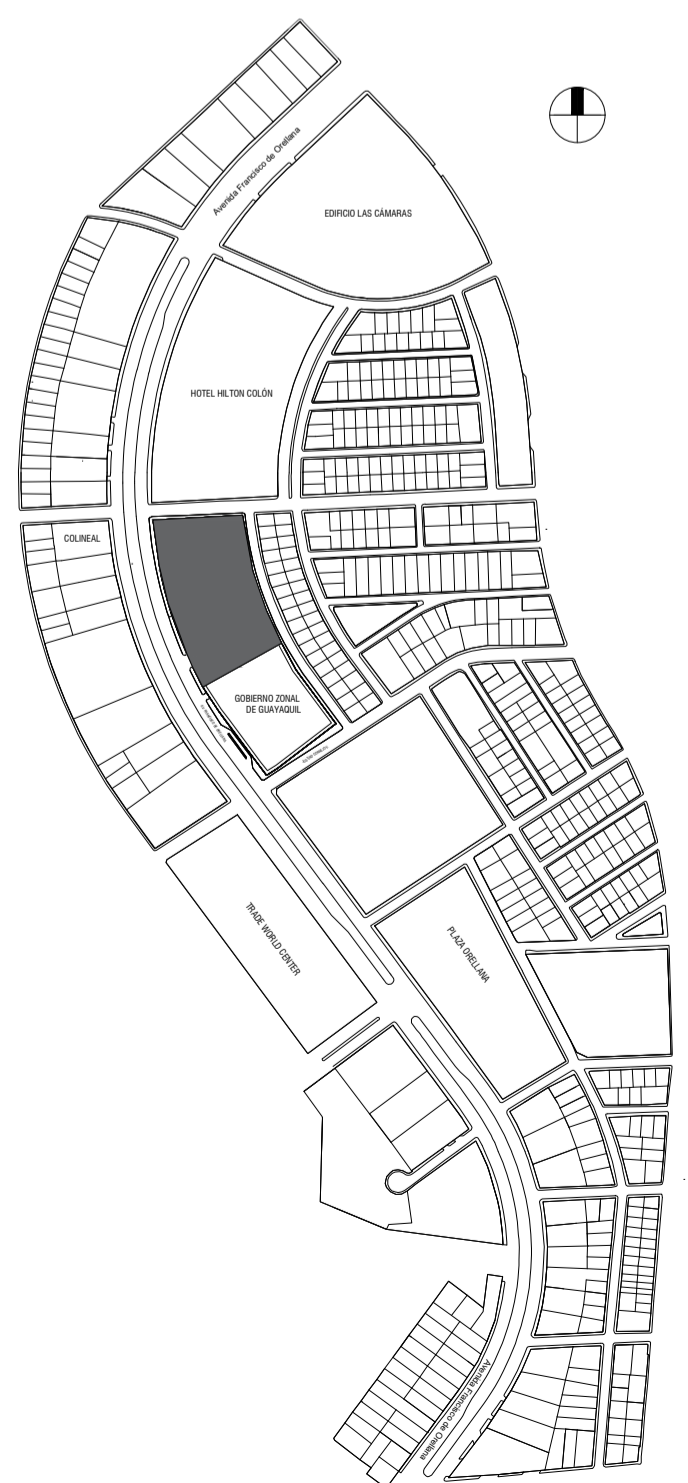 Avenida Francisco de Orellana
EDIFICIO LAS CÁMARAS
HOTEL HILTON COLÓN
COLINEAL
GOBIERNO ZONAL
DE GUAYAQUIL
TRADE WORLD CENTER
PLAZA ORELLANA
Avenida Francisco de Orellana